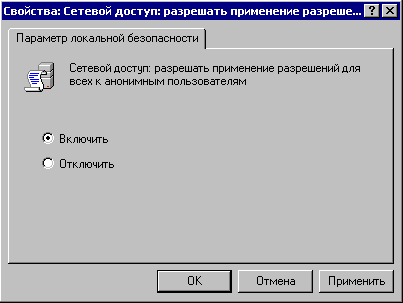 Свойства: Сетевой доступ: разрешать применение разреше...
Параметр локальной безопасности
Сетевой доступ: разрешать применение разрешений для
всех к анонимным пользователям
Включить
Отключить
OK
Отмена
Применить